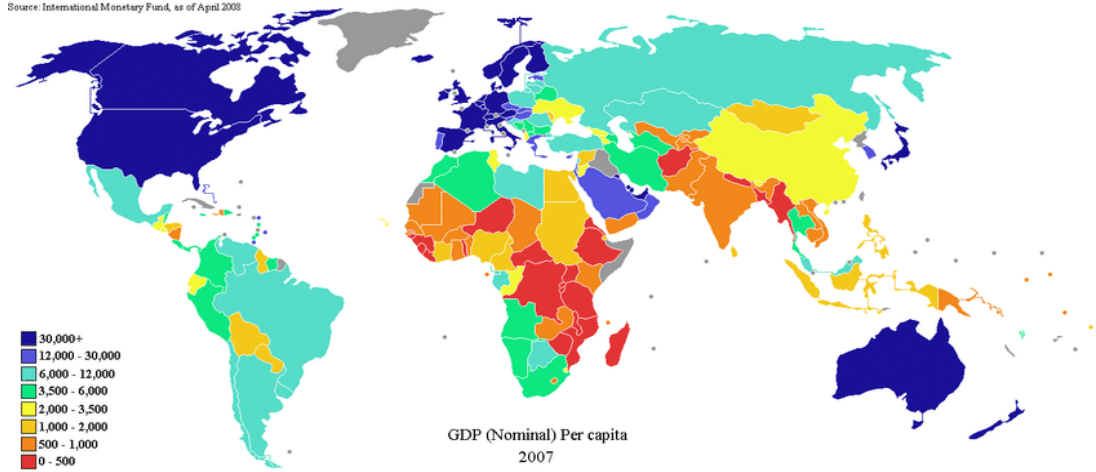 Source: International Monetary Fund, as of April 2008
30,000+
12,000 - 30,000
6,000 - 12,000
3,500 - 6,000
2,000 - 3,500
1,000 - 2,000
500 - 1,000
0 - 500
GDP (Nominal) Per capita
2007